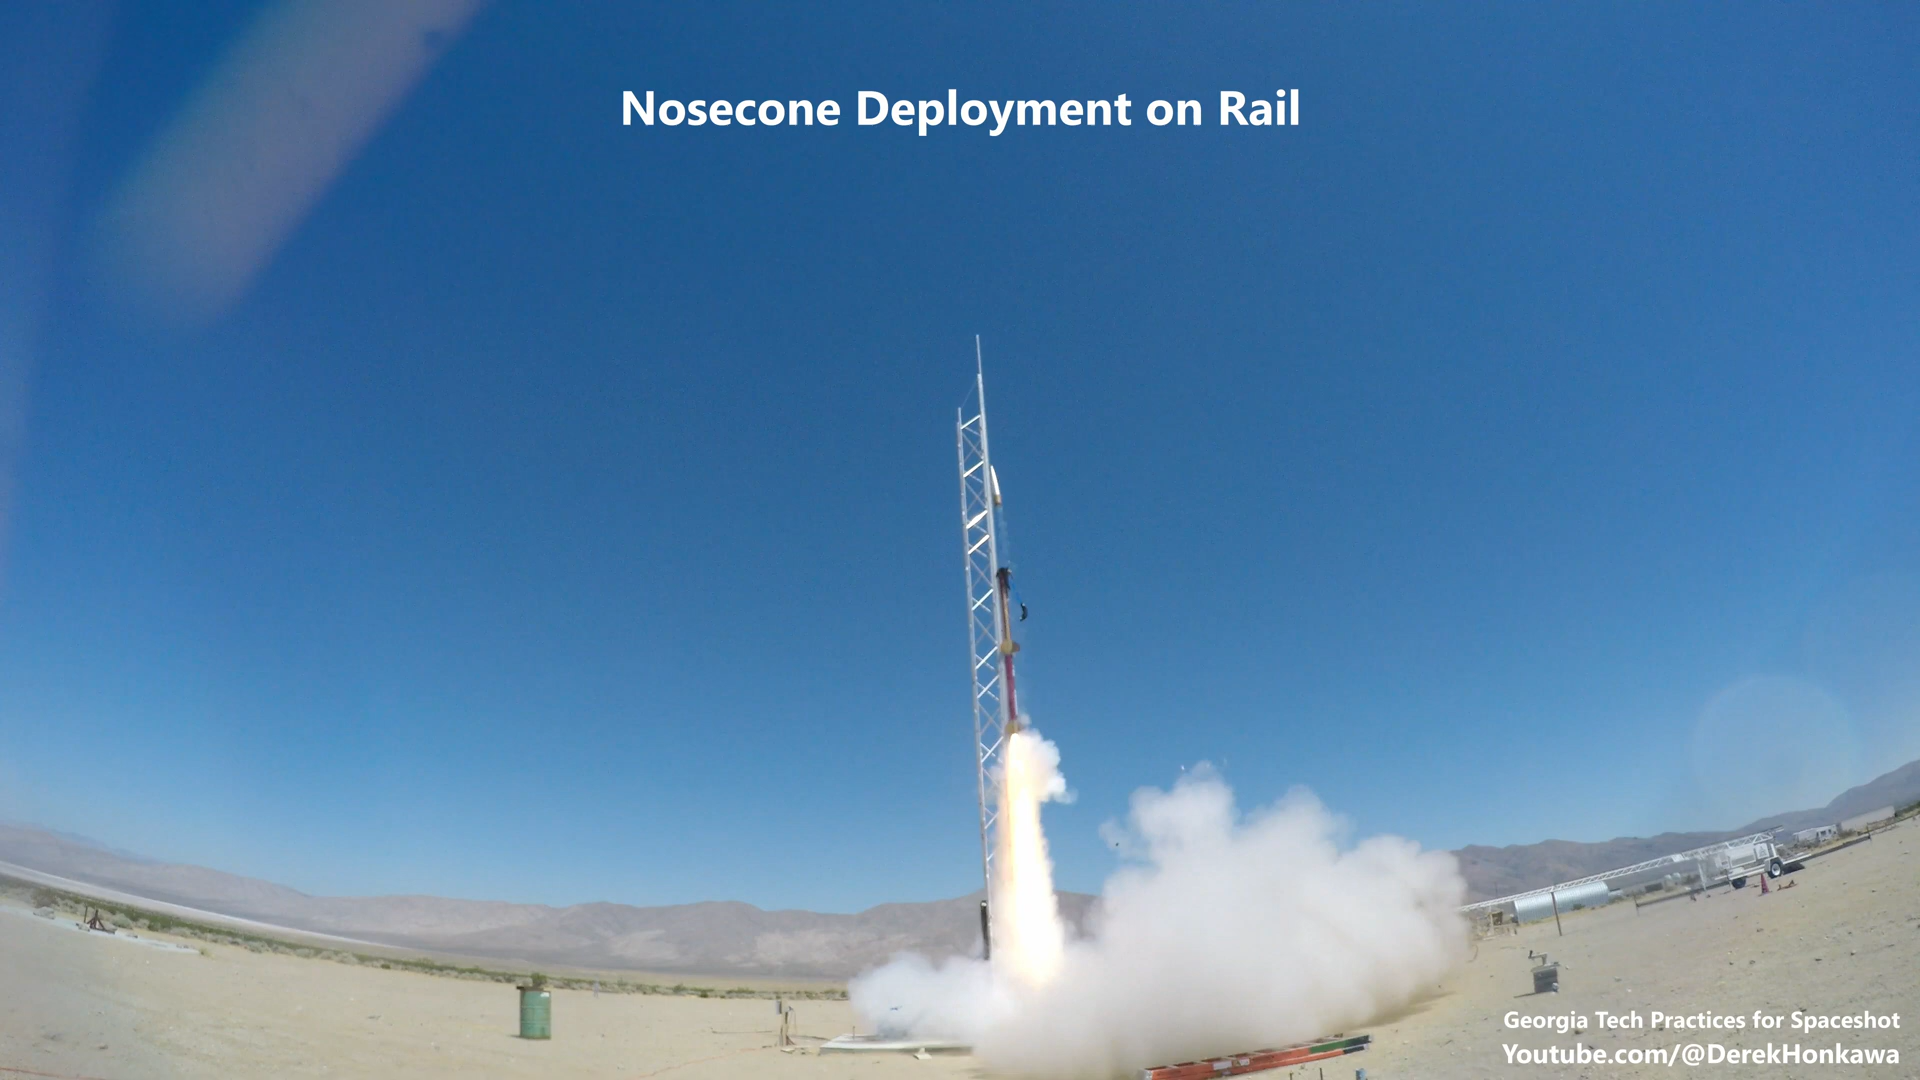 Nosecone Deployment on Rail
Georgia Tech Practices for Spaceshot
Youtube.com/@DerekHonkawa